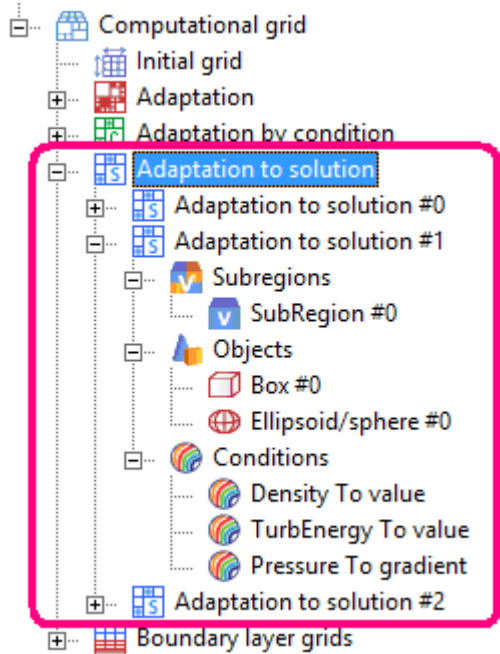 Computational grid
Initial grid
Adaptation
Adaptation by condition
Adaptation to solution
Adaptation to solution #0
Adaptation to solution #1
Subregions
SubRegion #0
Objects
Box #0
Ellipsoid/sphere #0
Conditions
Density To value
TurbEnergy To value
Pressure To gradient
Adaptation to solution #2
Boundary layer grids